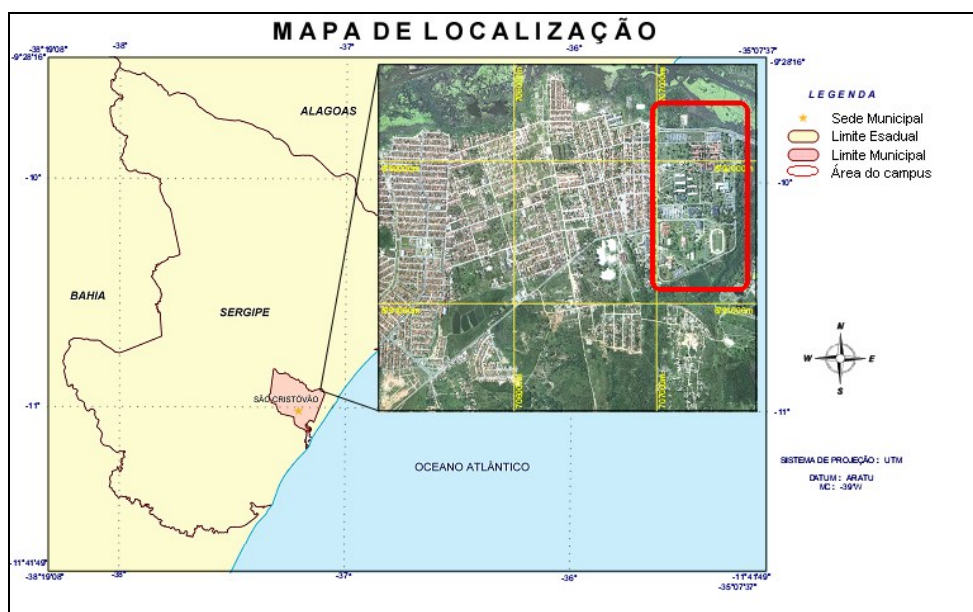 MAPA DE LOCALIZAÇÃO
-38°19'08"
-38°
-37°
-36°
-35°07'37"
-9°28'16"
-9°28'16"
ALAGOAS
LEGENDA
Sede Municipal
Limite Esadual
Limite Municipal
Área do campus
-10°
-10°
BAHIA
SERGIPE
N
W
E
S
SÃO CRISTÓVÃO
-11°
-11°
OCEANO ATLÂNTICO
SISTEMA DE PROJEÇÃO : UTM
DATUM : ARATU
MC : -39°W
-11°41'49"
-11°41'49"
-38°19'08"
-38°
-37°
-36°
-35°07'37"